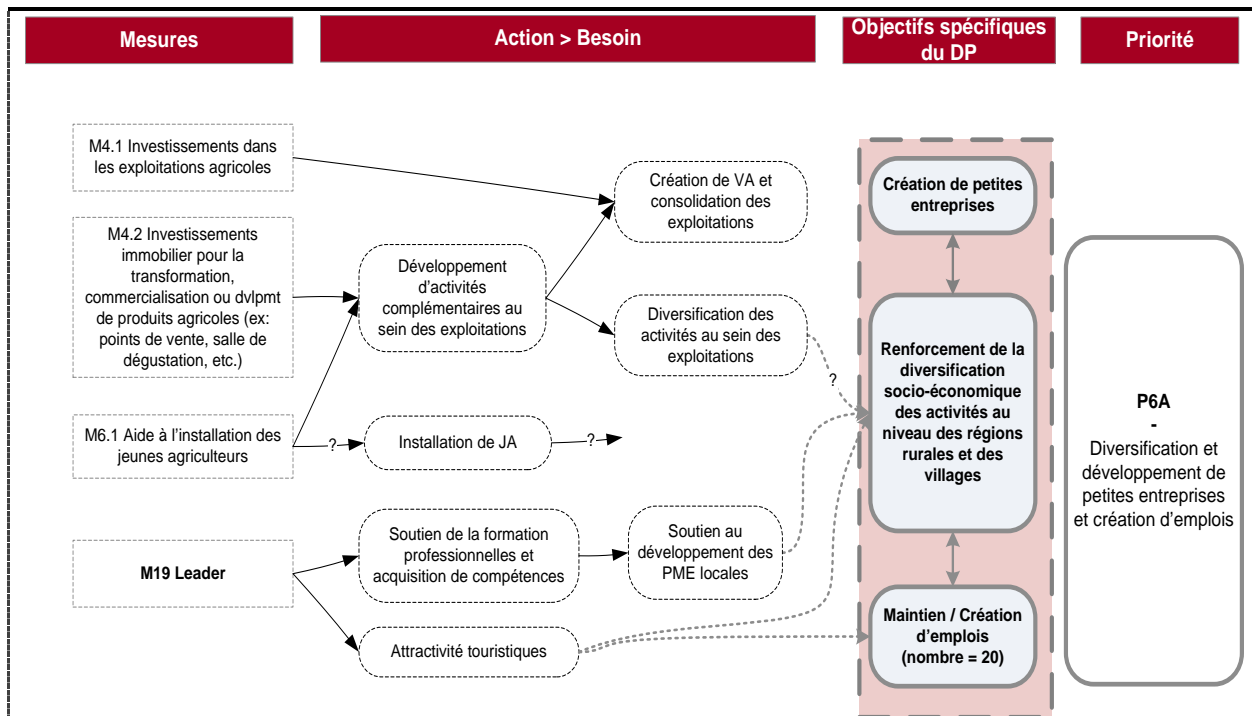 Mesures
Action > Besoin
Objectifs spécifiques
du DP
Priorité
M4.1 Investissements dans
les exploitations agricoles
M4.2 Investissements
immobilier pour la
transformation,
commercialisation ou dvlpmt
de produits agricoles (ex:
points de vente, salle de
dégustation, etc.)
M6.1 Aide à l'installation des
jeunes agriculteurs
M19 Leader
Développement
d'activités
complémentaires au
sein des exploitations
?
Installation de JA
?
Soutien de la formation
professionnelles et
acquisition de compétences
Attractivité touristiques
Création de VA et
consolidation des
exploitations
Diversification des
activités au sein des
exploitations
?
Soutien au
développement des
PME locales
Création de petites
entreprises
Renforcement de la
diversification
socio-économique
des activités au
niveau des régions
rurales et des
villages
Maintien / Création
d'emplois
(nombre = 20)
P6A
-
Diversification et
développement de
petites entreprises
et création d'emplois